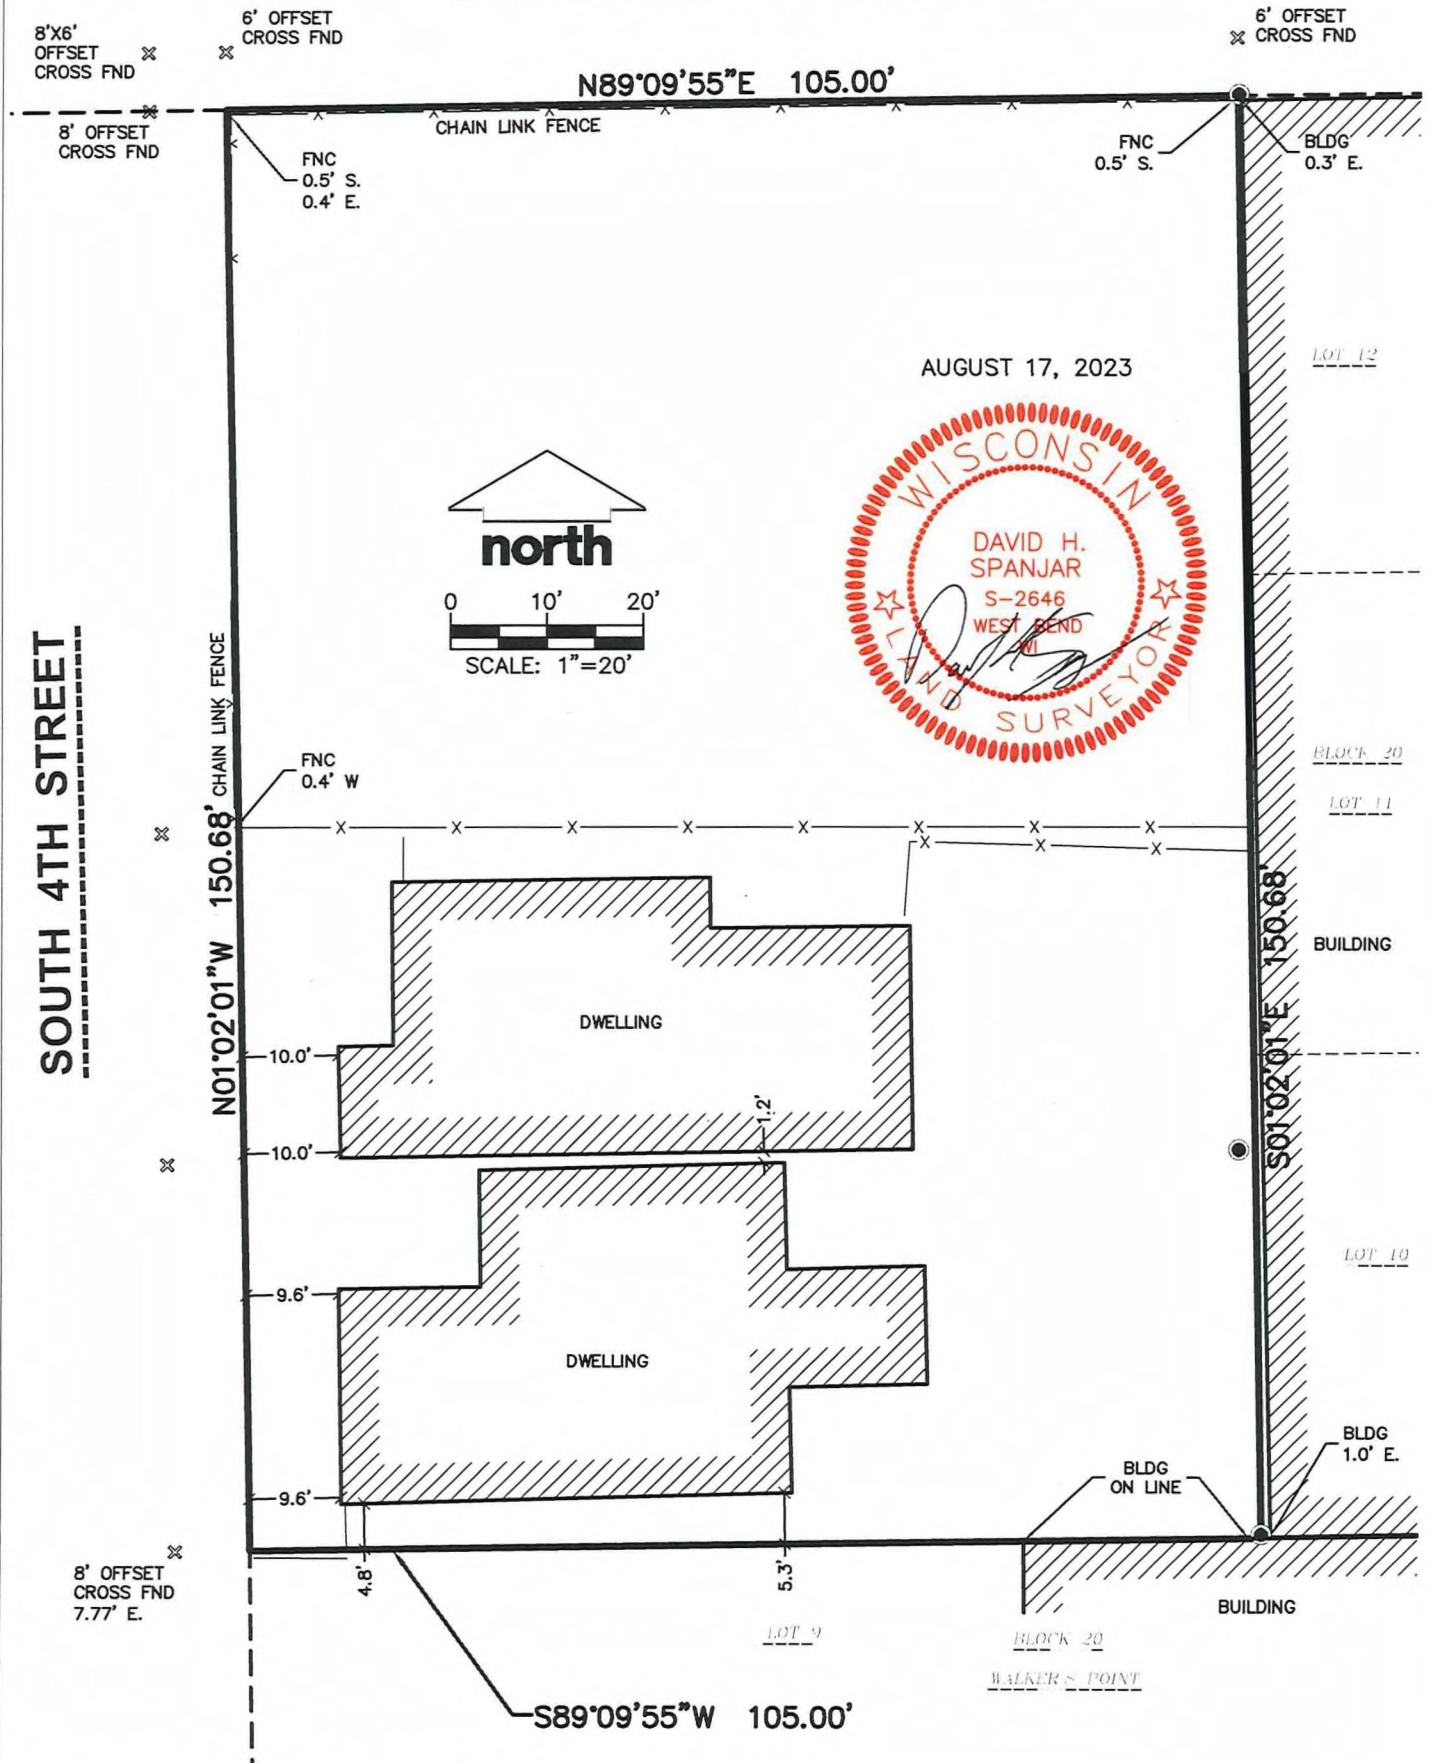 6' OFFSET
CROSS FND
8'X6'
OFFSET
CROSS FND
6' OFFSET
CROSS FND
N89°09'55"E 105.00'
8' OFFSET
CROSS FND
CHAIN LINK FENCE
FNC
0.5' S.
0.4' E.
FNC
0.5' S.
BLDG
0.3' E.
LOT 12
AUGUST 17, 2023
WISCONSIN
DAVID H.
SPANJAR
S-2646
WEST BEND
WI
LAND SURVEYOR
north
0 10' 20'
SCALE: 1"=20'
SOUTH 4TH STREET
CHAIN LINK FENCE
N01°02'01"W 150.68'
FNC
0.4' W
BLOCK 20
LOT 11
S01°02'01"E 150.68'
BUILDING
DWELLING
10.0'
10.0'
1.2'
LOT 10
9.6'
DWELLING
9.6'
BLDG
1.0' E.
BLDG
ON LINE
8' OFFSET
CROSS FND
7.77' E.
4.8'
5.3'
BUILDING
LOT 9
BLOCK 20
WALKER'S POINT
S89°09'55"W 105.00'